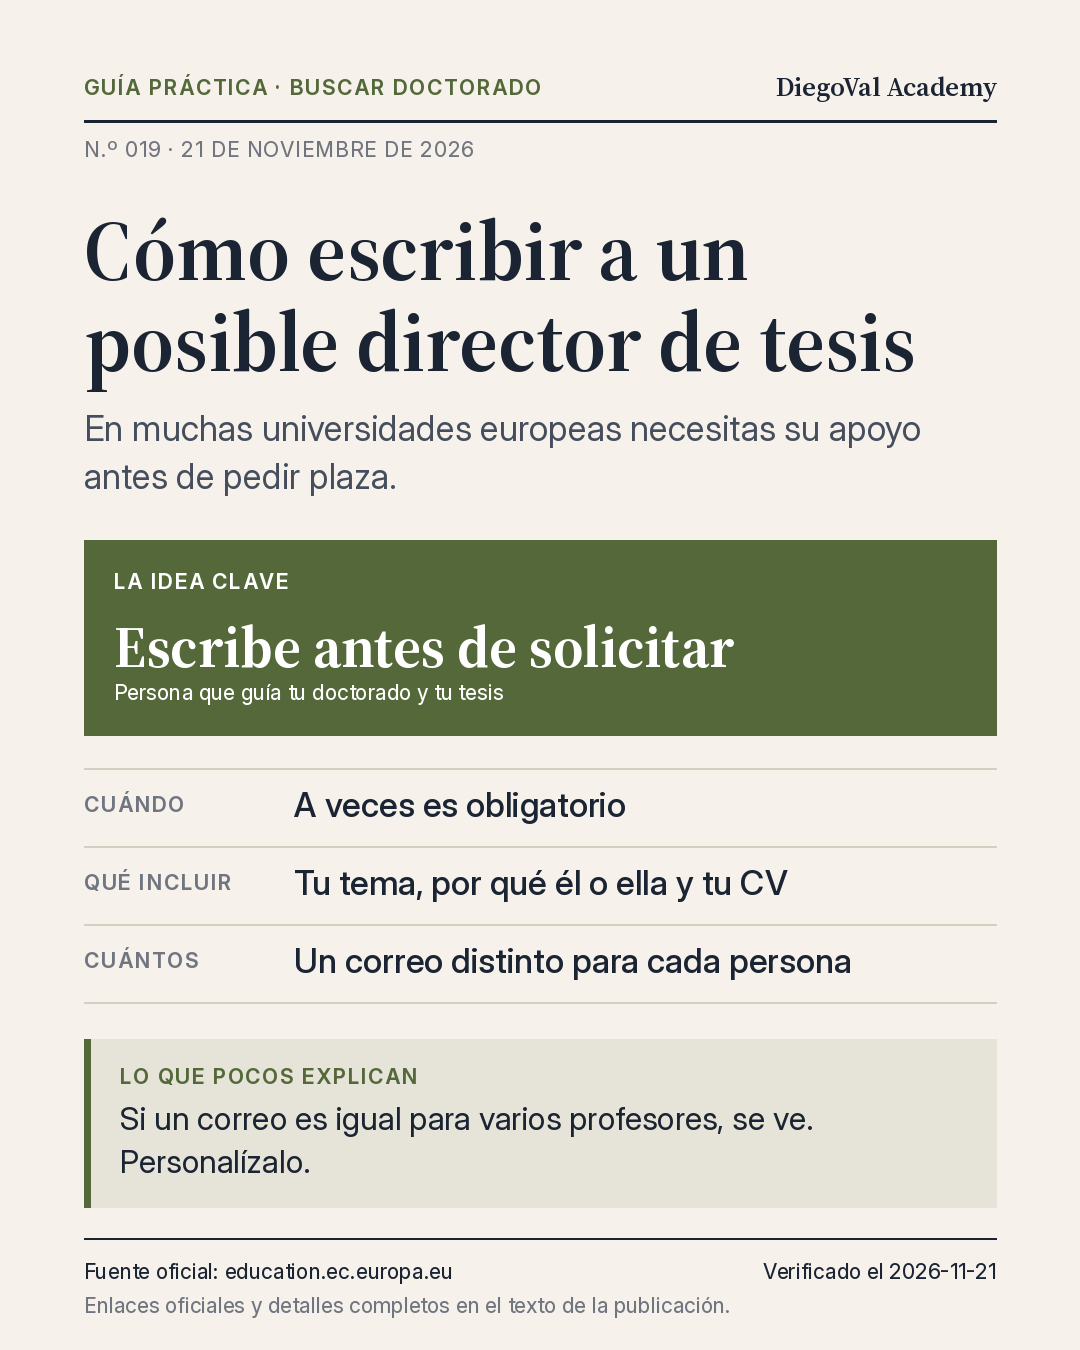 GUÍA PRÁCTICA · BUSCAR DOCTORADO
DiegoVal Academy
N.º 019 · 21 DE NOVIEMBRE DE 2026
Cómo escribir a un
posible director de tesis
En muchas universidades europeas necesitas su apoyo
antes de pedir plaza.
LA IDEA CLAVE
Escribe antes de solicitar
Persona que guía tu doctorado y tu tesis
CUÁNDO
A veces es obligatorio
QUÉ INCLUIR
Tu tema, por qué él o ella y tu CV
CUÁNTOS
Un correo distinto para cada persona
LO QUE POCOS EXPLICAN
Si un correo es igual para varios profesores, se ve.
Personalízalo.
Fuente oficial: education.ec.europa.eu
Verificado el 2026-11-21
Enlaces oficiales y detalles completos en el texto de la publicación.